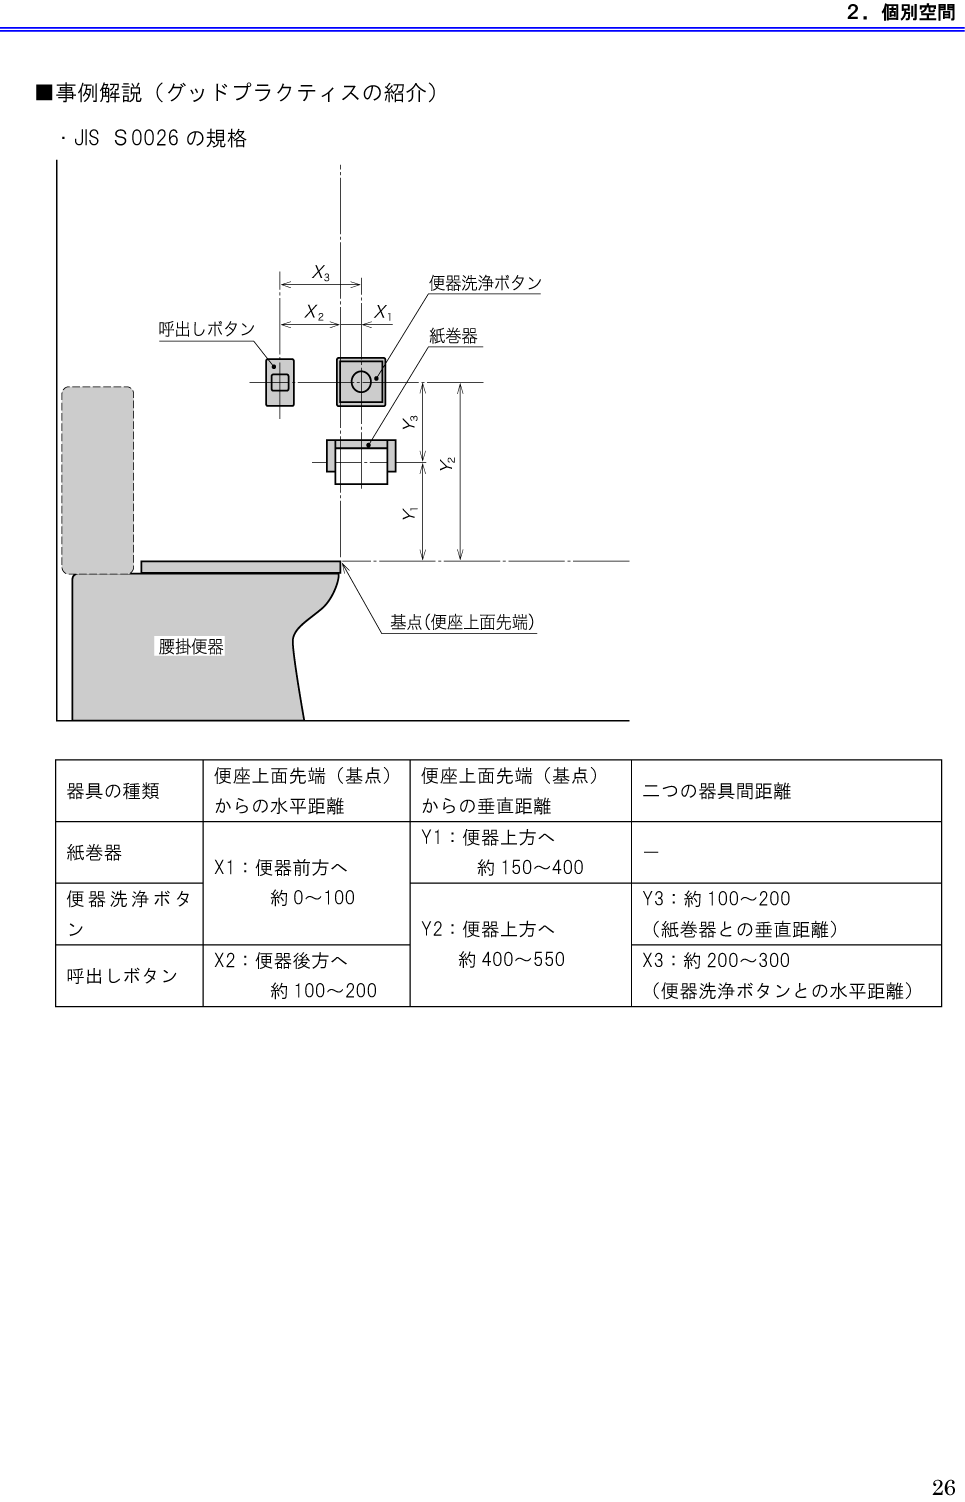 ２．個別空間
■事例解説（グッドプラクティスの紹介）
・JIS Ｓ0026 の規格
X3
便器洗浄ボタン
X2
X1
呼出しボタン
紙巻器
Y3
Y2
Y1
基点(便座上面先端)
腰掛便器
器具の種類
便座上面先端（基点）
からの水平距離
便座上面先端（基点）
からの垂直距離
二つの器具間距離
紙巻器
X1：便器前方へ
約 0～100
Y1：便器上方へ
約 150～400
－
便器洗浄ボタ
ン
Y2：便器上方へ
約 400～550
Y3：約 100～200
（紙巻器との垂直距離）
呼出しボタン
X2：便器後方へ
約 100～200
X3：約 200～300
（便器洗浄ボタンとの水平距離）
26